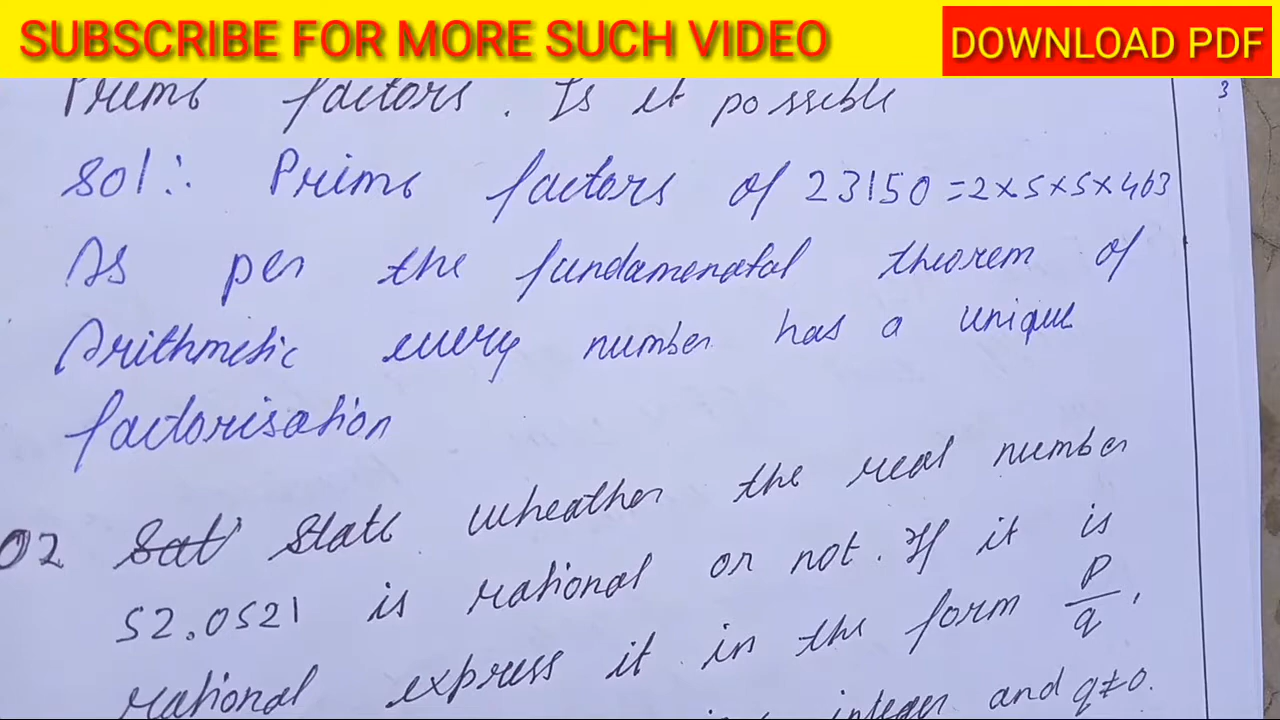 SUBSCRIBE FOR MORE SUCH VIDEO
DOWNLOAD PDF
3
Prime factors. Is it possible
Sol∴ Prime factors of 23150 = 2×5×5×463
As per the fundamenatal theorem of
Arithmetic every number has a unique
factorisation
Q2 Sat State wheather the real number
52.0521 is rational or not. If it is
rational express it in the form p/q,
integer and q≠0.